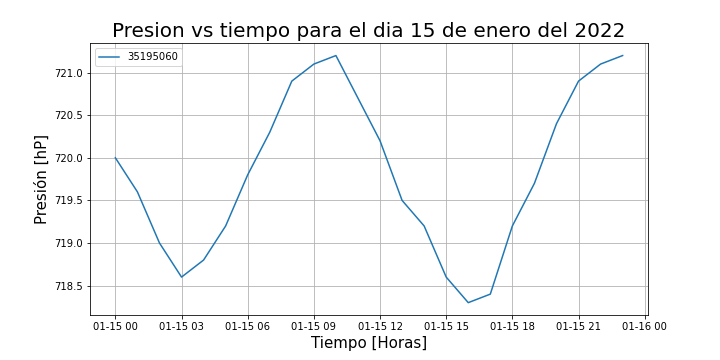 Presion vs tiempo para el dia 15 de enero del 2022
35195060
721.0
720.5
720.0
719.5
719.0
718.5
Presión [hP]
01-15 00 01-15 03 01-15 06 01-15 09 01-15 12 01-15 15 01-15 18 01-15 21 01-16 00
Tiempo [Horas]